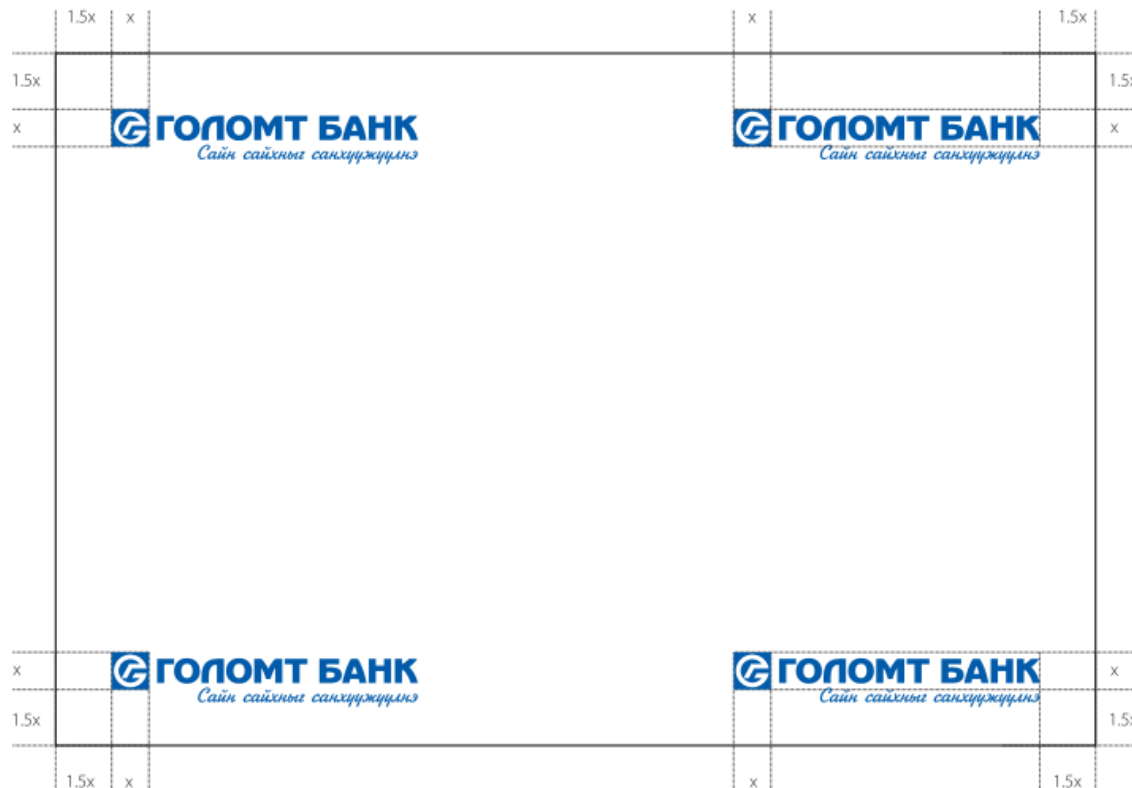 1.5x x x 1.5x
1.5x 1.5x
x ГОЛОМТ БАНК ГОЛОМТ БАНК x
Сайн сайхныг санхүүжүүлнэ Сайн сайхныг санхүүжүүлнэ
x ГОЛОМТ БАНК ГОЛОМТ БАНК x
Сайн сайхныг санхүүжүүлнэ Сайн сайхныг санхүүжүүлнэ
1.5x 1.5x
1.5x x x 1.5x